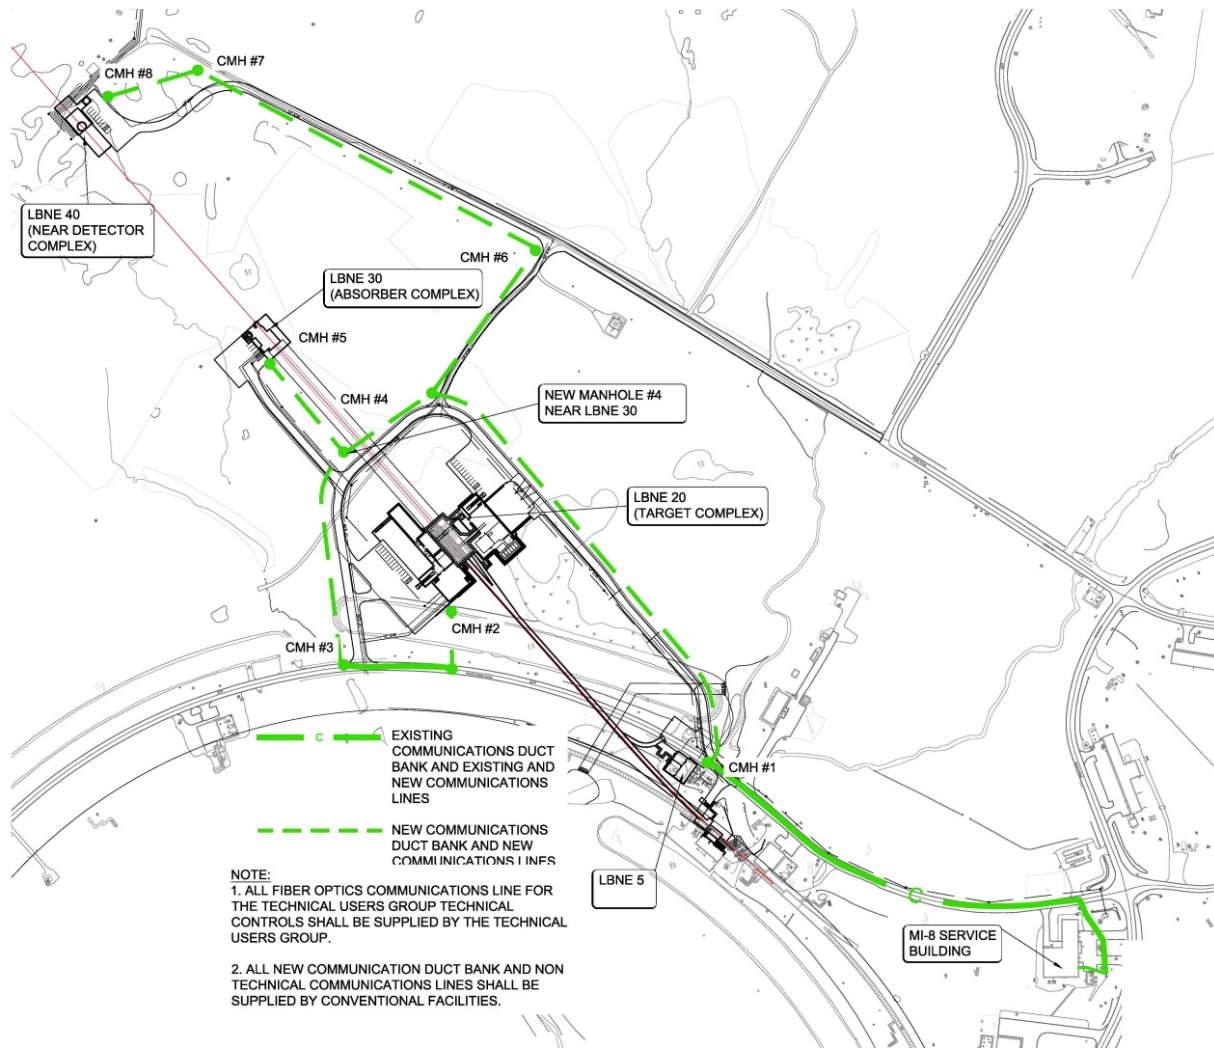 CMH #7
CMH #8
LBNE 40
(NEAR DETECTOR
COMPLEX)
CMH #6
LBNE 30
(ABSORBER COMPLEX)
CMH #5
CMH #4
NEW MANHOLE #4
NEAR LBNE 30
LBNE 20
(TARGET COMPLEX)
CMH #2
CMH #3
CMH #1
C
EXISTING
COMMUNICATIONS DUCT
BANK AND EXISTING AND
NEW COMMUNICATIONS
LINES
NEW COMMUNICATIONS
DUCT BANK AND NEW
COMMUNICATIONS LINES
LBNE 5
C
MI-8 SERVICE
BUILDING
NOTE:
1. ALL FIBER OPTICS COMMUNICATIONS LINE FOR
THE TECHNICAL USERS GROUP TECHNICAL
CONTROLS SHALL BE SUPPLIED BY THE TECHNICAL
USERS GROUP.
2. ALL NEW COMMUNICATION DUCT BANK AND NON
TECHNICAL COMMUNICATIONS LINES SHALL BE
SUPPLIED BY CONVENTIONAL FACILITIES.